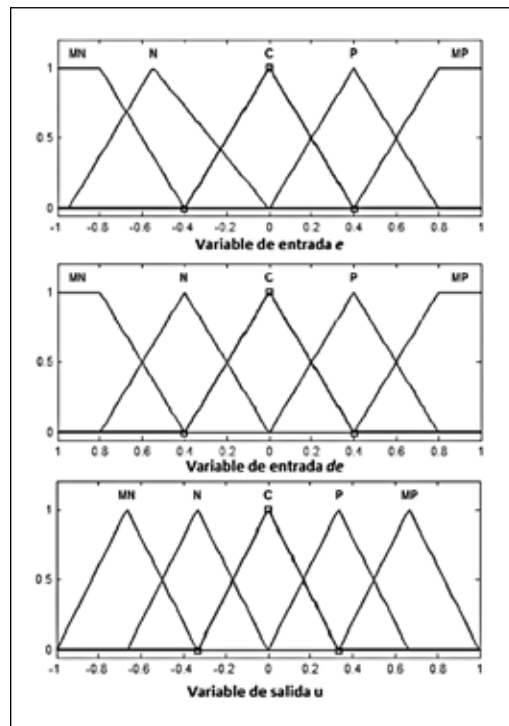 MN N C P MP
1
0.5
0
-1 -0.8 -0.6 -0.4 -0.2 0 0.2 0.4 0.6 0.8 1
Variable de entrada e
MN N C P MP
1
0.5
0
1 0.8 0.6 0.4 0.2 0 0.2 0.4 0.6 0.8 1
Variable de entrada de
MN N C P MP
1
0.5
0
-1 -0.8 -0.6 -0.4 -0.2 0 0.2 0.4 0.6 0.8 1
Variable de salida u